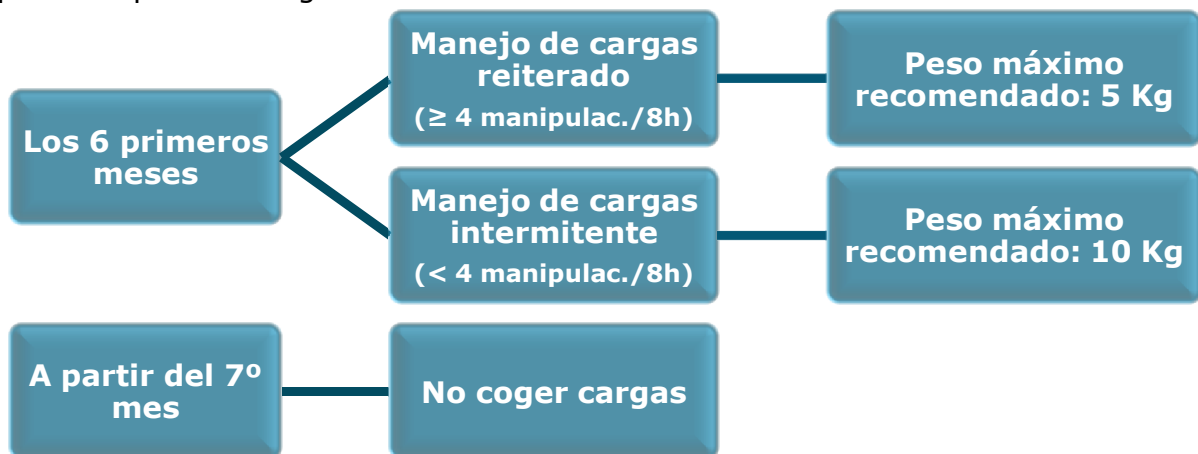 Manejo de cargas
reiterado
(≥ 4 manipulac./8h)
Peso máximo
recomendado: 5 Kg
Los 6 primeros
meses
Manejo de cargas
intermitente
(< 4 manipulac./8h)
Peso máximo
recomendado: 10 Kg
A partir del 7º
mes
No coger cargas